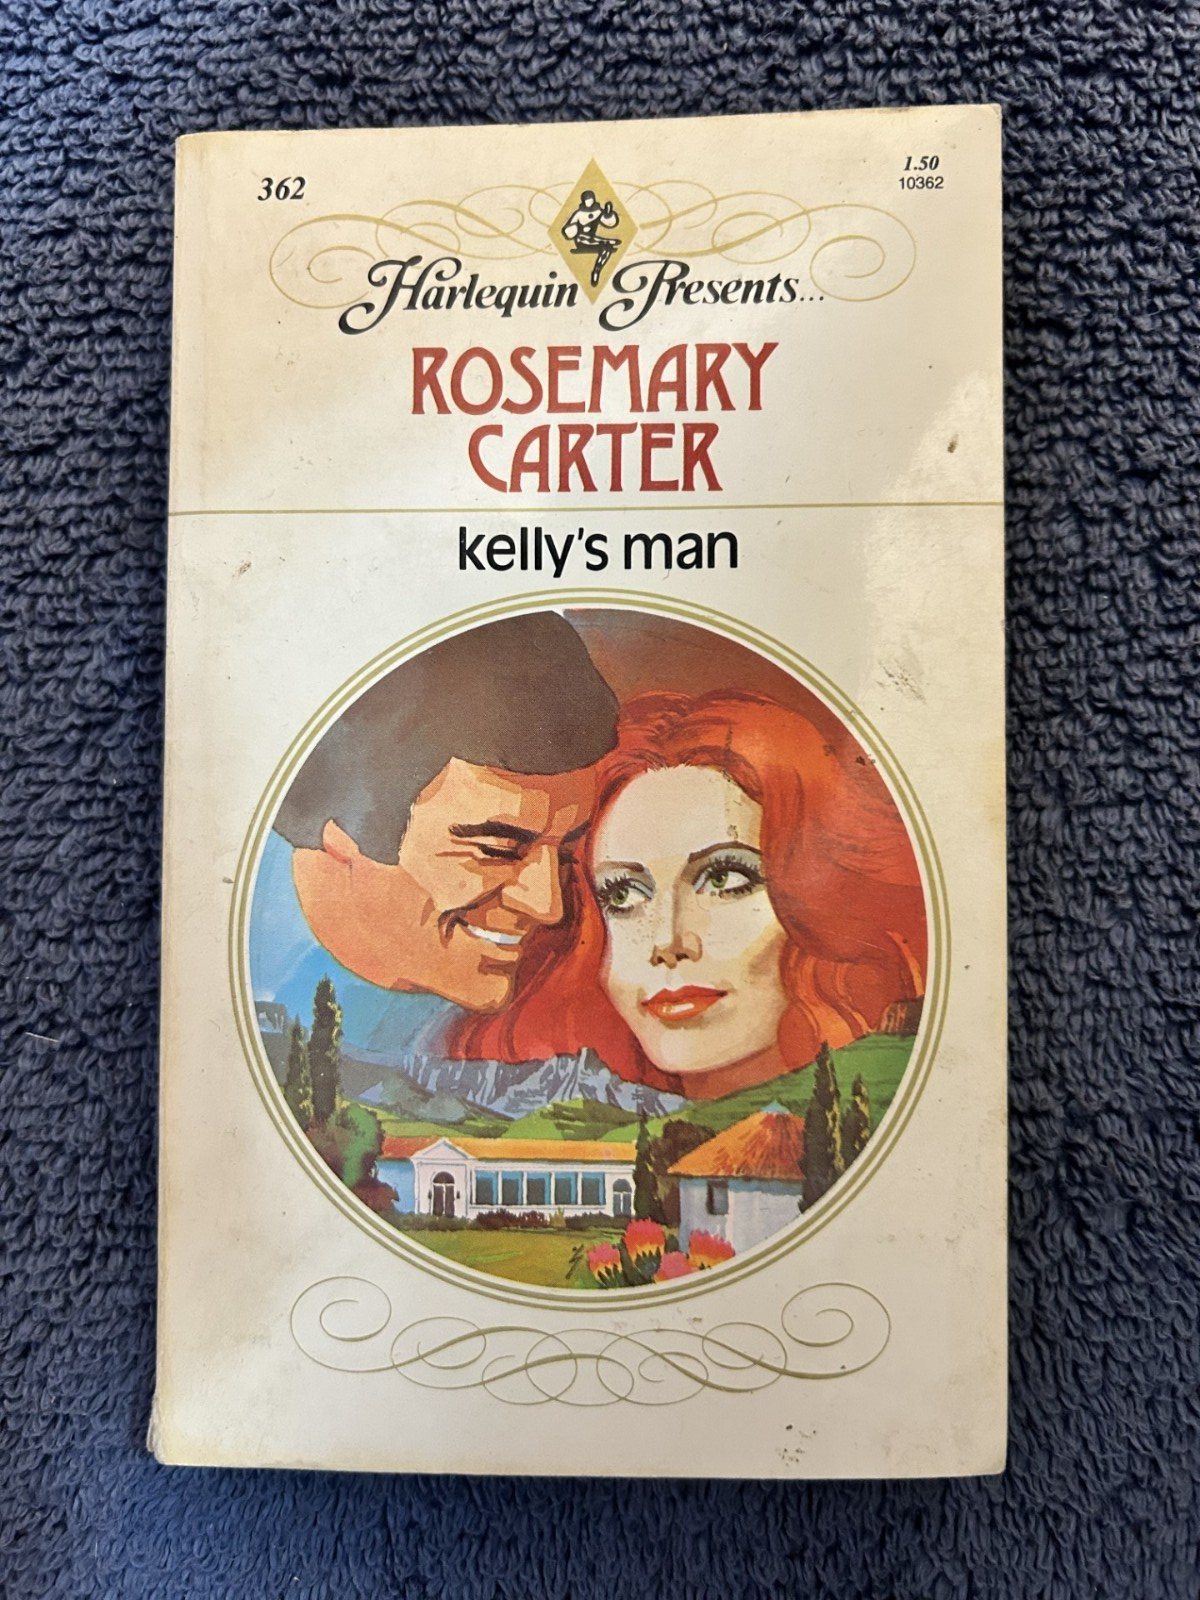 362
1.50
10362
Harlequin Presents...
ROSEMARY
CARTER
kelly's man